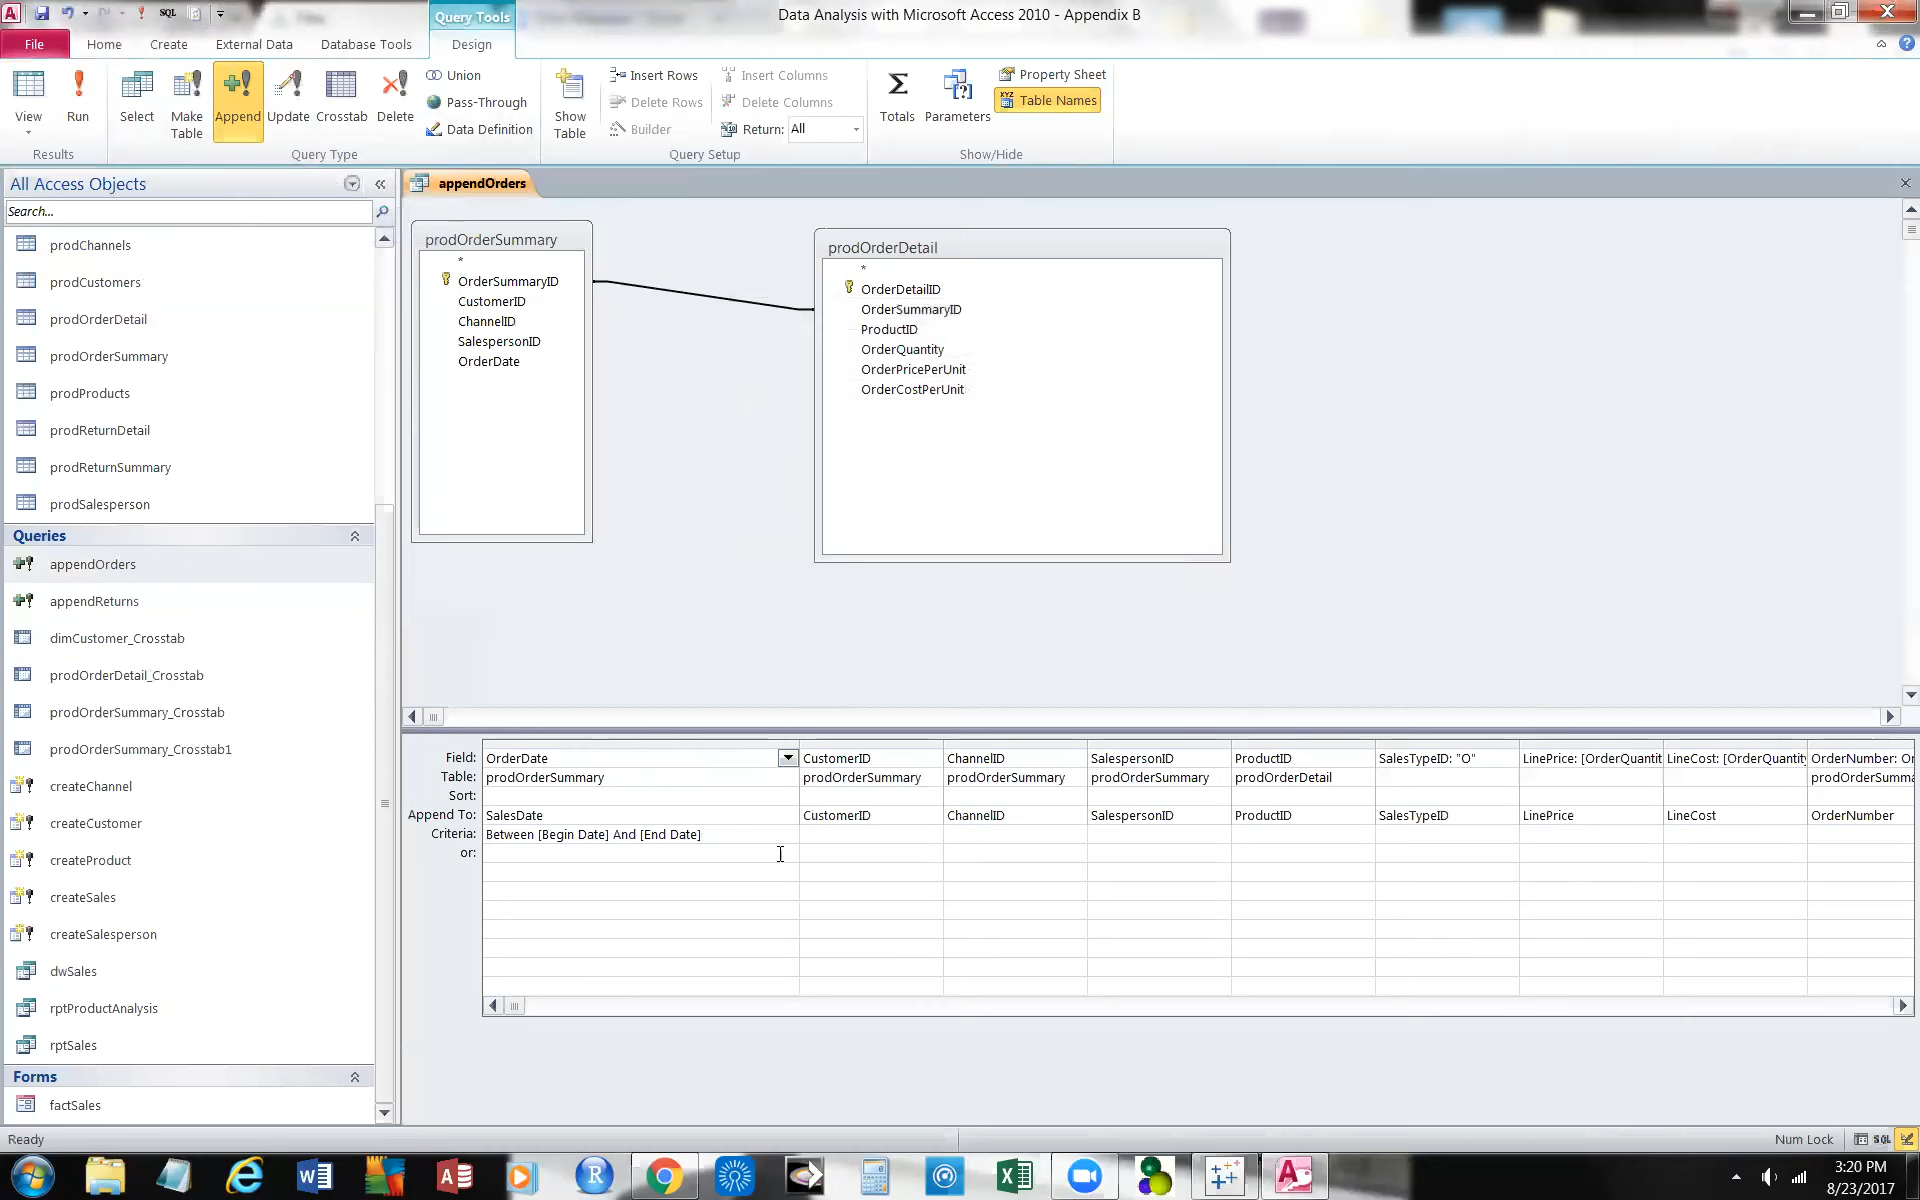 SQL
Query Tools
Data Analysis with Microsoft Access 2010 - Appendix B
File Home Create External Data Database Tools Design
View Run Select Make Table Append Update Crosstab Delete
Union
Pass-Through
Data Definition
Show Table
Insert Rows
Delete Rows
Builder
Insert Columns
Delete Columns
Return: All
Totals Parameters
Property Sheet
XYZ Table Names
Results Query Type Query Setup Show/Hide
All Access Objects
Search...
prodChannels
prodCustomers
prodOrderDetail
prodOrderSummary
prodProducts
prodReturnDetail
prodReturnSummary
prodSalesperson
Queries
appendOrders
appendReturns
dimCustomer_Crosstab
prodOrderDetail_Crosstab
prodOrderSummary_Crosstab
prodOrderSummary_Crosstab1
createChannel
createCustomer
createProduct
createSales
createSalesperson
dwSales
rptProductAnalysis
rptSales
Forms
factSales
appendOrders
prodOrderSummary
*
OrderSummaryID
CustomerID
ChannelID
SalespersonID
OrderDate
prodOrderDetail
*
OrderDetailID
OrderSummaryID
ProductID
OrderQuantity
OrderPricePerUnit
OrderCostPerUnit
Field: OrderDate CustomerID ChannelID SalespersonID ProductID SalesTypeID: "O" LinePrice: [OrderQuantit LineCost: [OrderQuantity OrderNumber: Or
Table: prodOrderSummary prodOrderSummary prodOrderSummary prodOrderSummary prodOrderDetail prodOrderSumma
Sort:
Append To: SalesDate CustomerID ChannelID SalespersonID ProductID SalesTypeID LinePrice LineCost OrderNumber
Criteria: Between [Begin Date] And [End Date]
or:
Ready
Num Lock
SQL
3:20 PM
8/23/2017